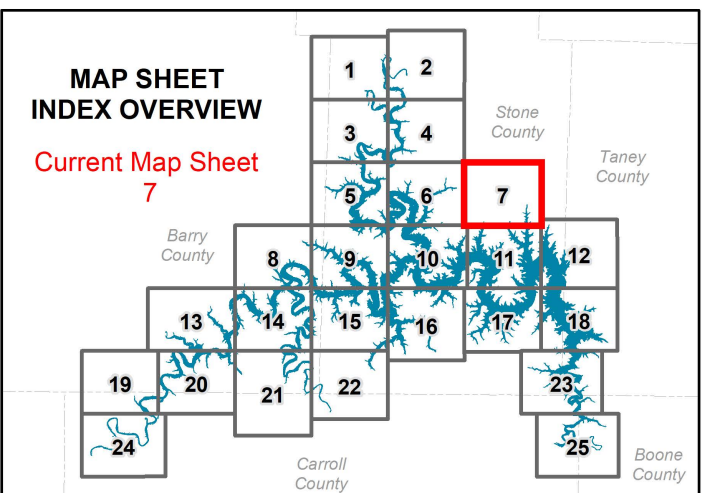 MAP SHEET
INDEX OVERVIEW
Current Map Sheet
7
1
2
Stone
County
3
4
Taney
County
5
6
7
Barry
County
8
9
10
11
12
13
14
15
16
17
18
19
20
21
22
23
24
25
Carroll
County
Boone
County